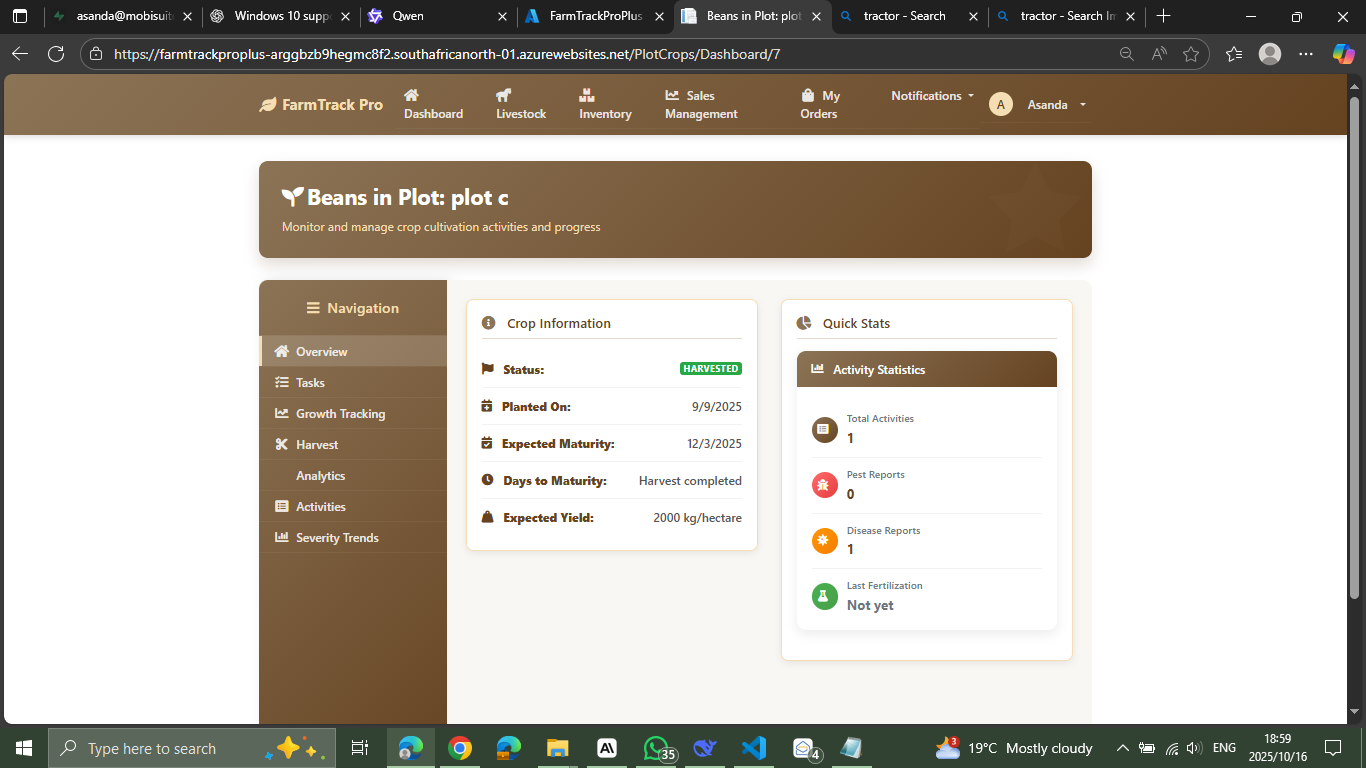 asanda@mobisuit
Windows 10 supp
Qwen
FarmTrackProPlus
Beans in Plot: plot
tractor - Search
tractor - Search Im
https://farmtrackproplus-arggbzb9hegmc8f2.southafricanorth-01.azurewebsites.net/PlotCrops/Dashboard/7
FarmTrack Pro
Dashboard
Livestock
Inventory
Sales
Management
My
Orders
Notifications
A
Asanda
Beans in Plot: plot c
Monitor and manage crop cultivation activities and progress
Navigation
Overview
Tasks
Growth Tracking
Harvest
Analytics
Activities
Severity Trends
Crop Information
Status: HARVESTED
Planted On: 9/9/2025
Expected Maturity: 12/3/2025
Days to Maturity: Harvest completed
Expected Yield: 2000 kg/hectare
Quick Stats
Activity Statistics
Total Activities
1
Pest Reports
0
Disease Reports
1
Last Fertilization
Not yet
Type here to search
35
4
3
19°C Mostly cloudy
ENG
18:59
2025/10/16